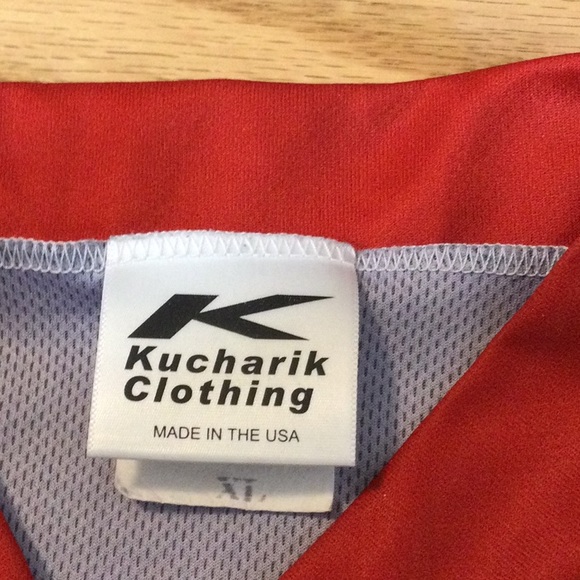 Kucharik
Clothing
MADE IN THE USA
XL